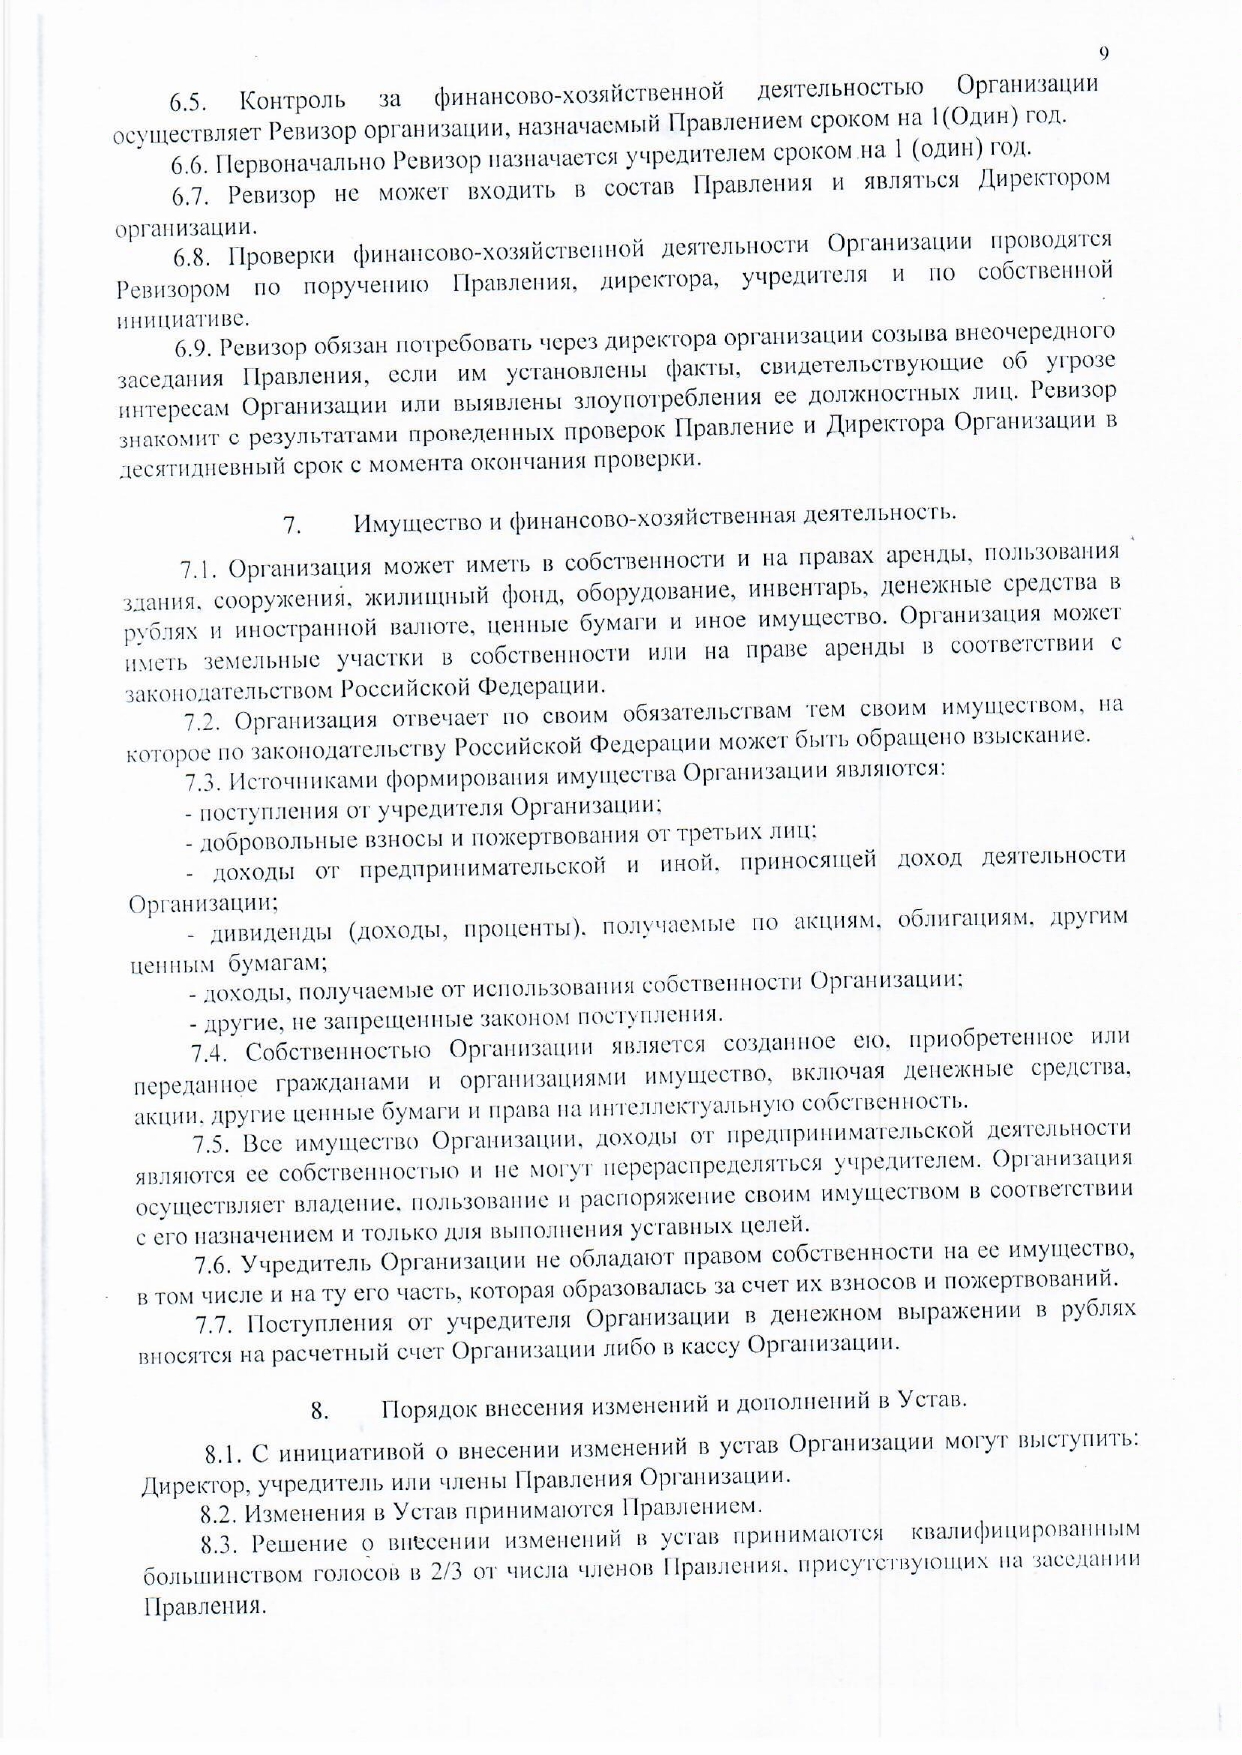 9
6.5. Контроль за финансово-хозяйственной деятельностью Организации
осуществляет Ревизор организации, назначаемый Правлением сроком на 1(Один) год.
6.6. Первоначально Ревизор назначается учредителем сроком на 1 (один) год.
6.7. Ревизор не может входить в состав Правления и являться Директором
организации.
6.8. Проверки финансово-хозяйственной деятельности Организации проводятся
Ревизором по поручению Правления, директора, учредителя и по собственной
инициативе.
6.9. Ревизор обязан потребовать через директора организации созыва внеочередного
заседания Правления, если им установлены факты, свидетельствующие об угрозе
интересам Организации или выявлены злоупотребления ее должностных лиц. Ревизор
знакомит с результатами проведенных проверок Правление и Директора Организации в
десятидневный срок с момента окончания проверки.
7. Имущество и финансово-хозяйственная деятельность.
7.1. Организация может иметь в собственности и на правах аренды, пользования
здания, сооружения, жилищный фонд, оборудование, инвентарь, денежные средства в
рублях и иностранной валюте, ценные бумаги и иное имущество. Организация может
иметь земельные участки в собственности или на праве аренды в соответствии с
законодательством Российской Федерации.
7.2. Организация отвечает по своим обязательствам тем своим имуществом, на
которое по законодательству Российской Федерации может быть обращено взыскание.
7.3. Источниками формирования имущества Организации являются:
- поступления от учредителя Организации;
- добровольные взносы и пожертвования от третьих лиц;
- доходы от предпринимательской и иной, приносящей доход деятельности
Организации;
- дивиденды (доходы, проценты), получаемые по акциям, облигациям, другим
ценным бумагам;
- доходы, получаемые от использования собственности Организации;
- другие, не запрещенные законом поступления.
7.4. Собственностью Организации является созданное ею, приобретенное или
переданное гражданами и организациями имущество, включая денежные средства,
акции, другие ценные бумаги и права на интеллектуальную собственность.
7.5. Все имущество Организации, доходы от предпринимательской деятельности
являются ее собственностью и не могут перераспределяться учредителем. Организация
осуществляет владение, пользование и распоряжение своим имуществом в соответствии
с его назначением и только для выполнения уставных целей.
7.6. Учредитель Организации не обладают правом собственности на ее имущество,
в том числе и на ту его часть, которая образовалась за счет их взносов и пожертвований.
7.7. Поступления от учредителя Организации в денежном выражении в рублях
вносятся на расчетный счет Организации либо в кассу Организации.
8. Порядок внесения изменений и дополнений в Устав.
8.1. С инициативой о внесении изменений в устав Организации могут выступить:
Директор, учредитель или члены Правления Организации.
8.2. Изменения в Устав принимаются Правлением.
8.3. Решение о внесении изменений в устав принимаются квалифицированным
большинством голосов в 2/3 от числа членов Правления, присутствующих на заседании
Правления.